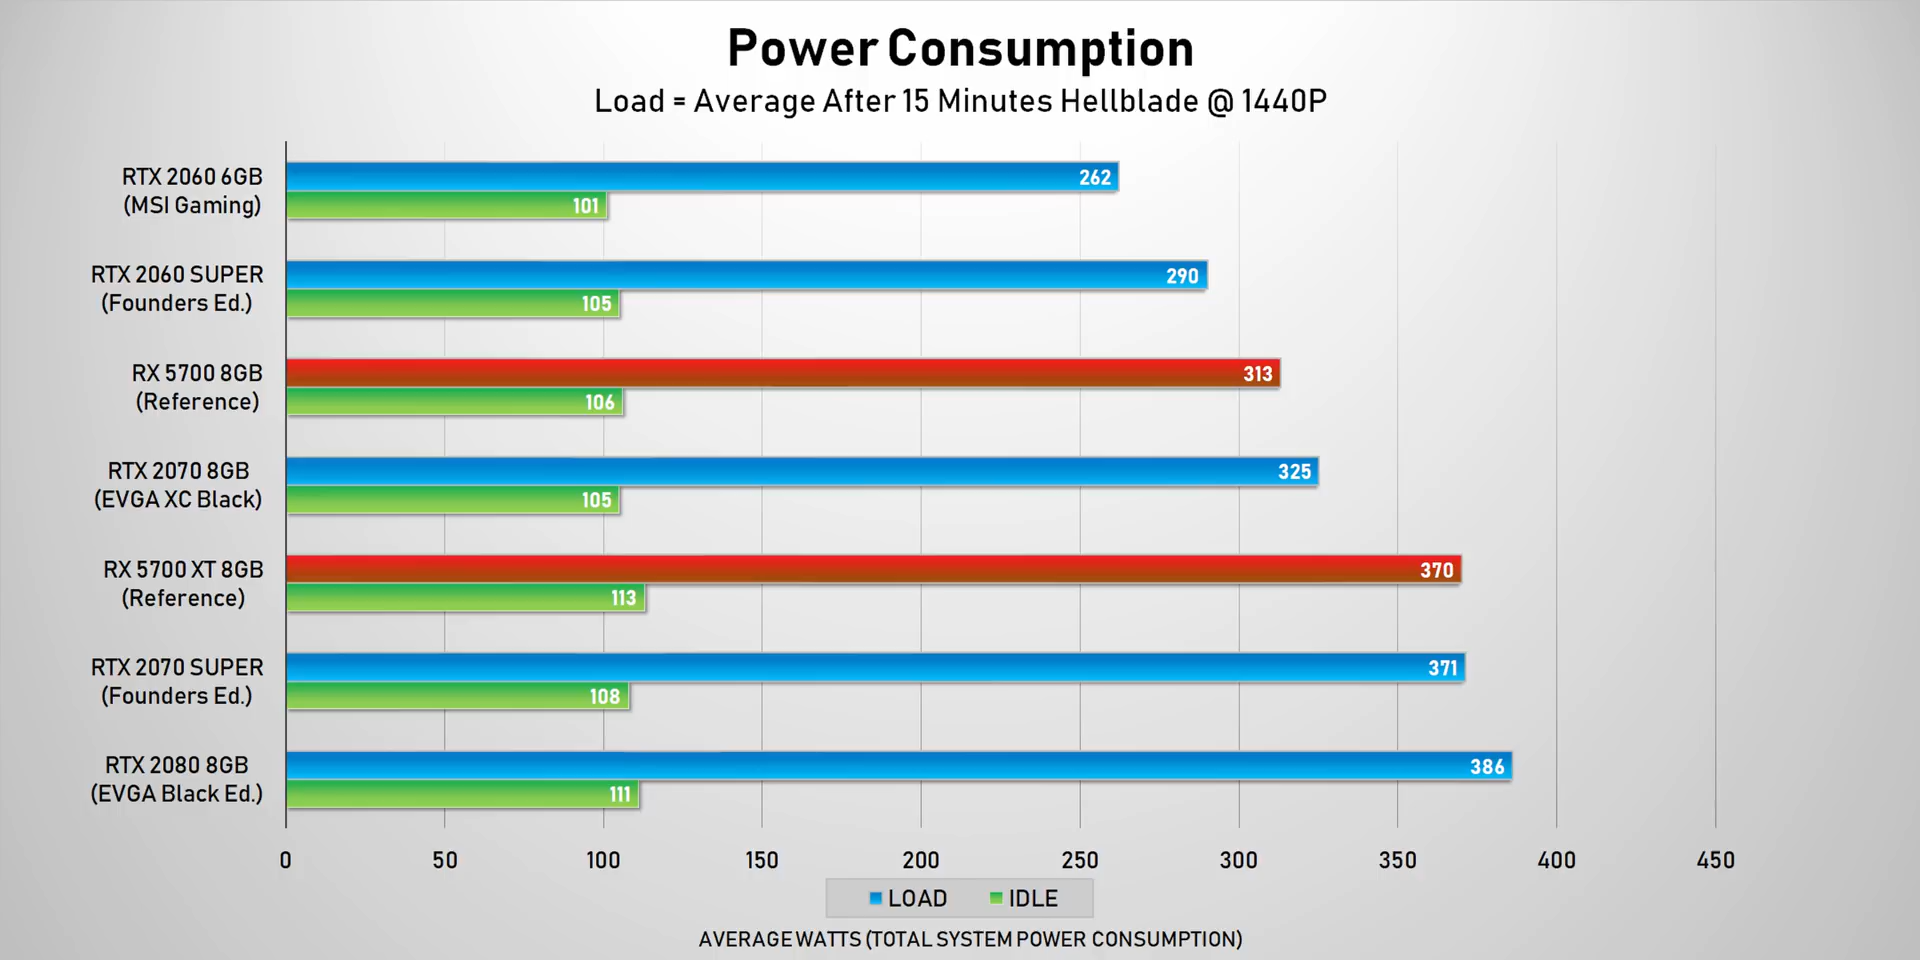 Power Consumption
Load = Average After 15 Minutes Hellblade @ 1440P
RTX 2060 6GB
(MSI Gaming)
262
101
RTX 2060 SUPER
(Founders Ed.)
290
105
RX 5700 8GB
(Reference)
313
106
RTX 2070 8GB
(EVGA XC Black)
325
105
RX 5700 XT 8GB
(Reference)
370
113
RTX 2070 SUPER
(Founders Ed.)
371
108
RTX 2080 8GB
(EVGA Black Ed.)
386
111
0 50 100 150 200 250 300 350 400 450
LOAD IDLE
AVERAGE WATTS (TOTAL SYSTEM POWER CONSUMPTION)